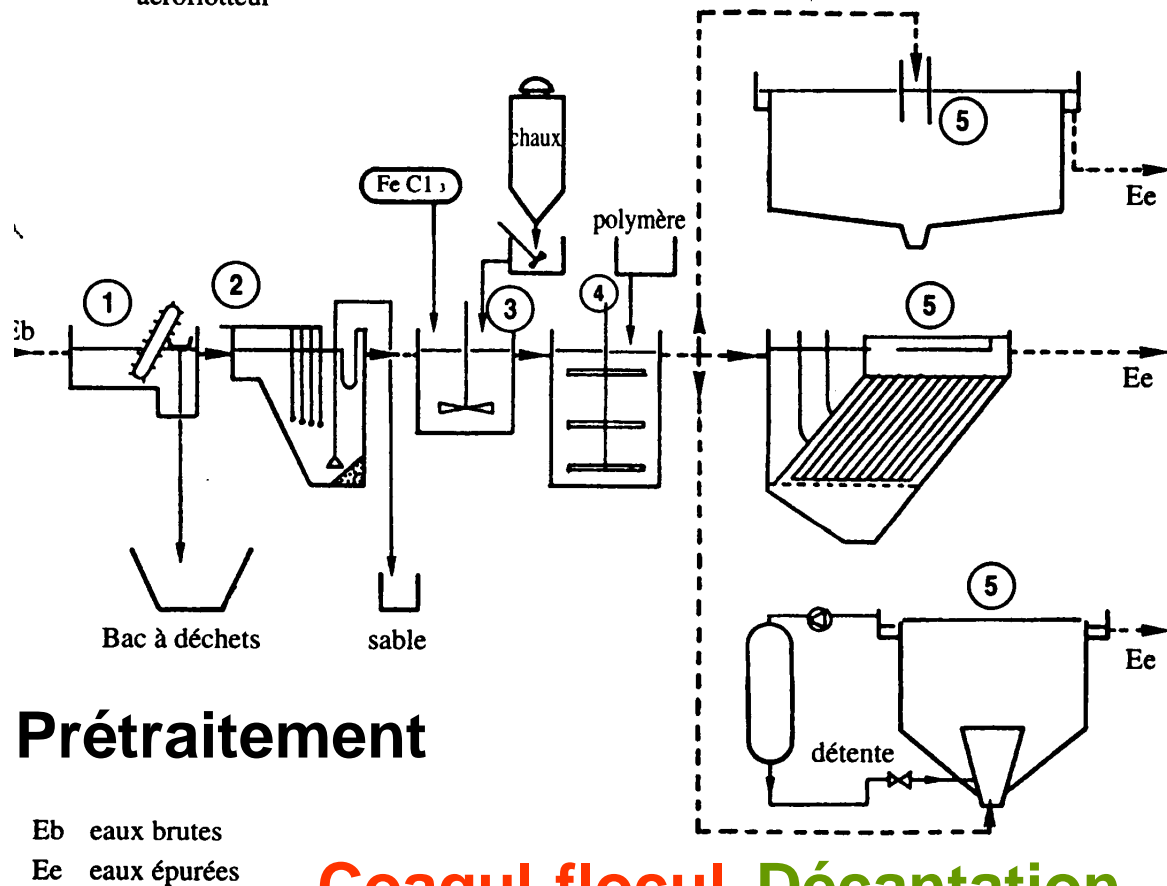 aéroflotteur
5
chaux
Fe Cl 3
Ee
polymère
1
2
3
4
5
Eb
Ee
5
Bac à déchets
sable
Ee
Prétraitement
détente
Eb eaux brutes
Ee eaux épurées
Coagul flocul Décantation